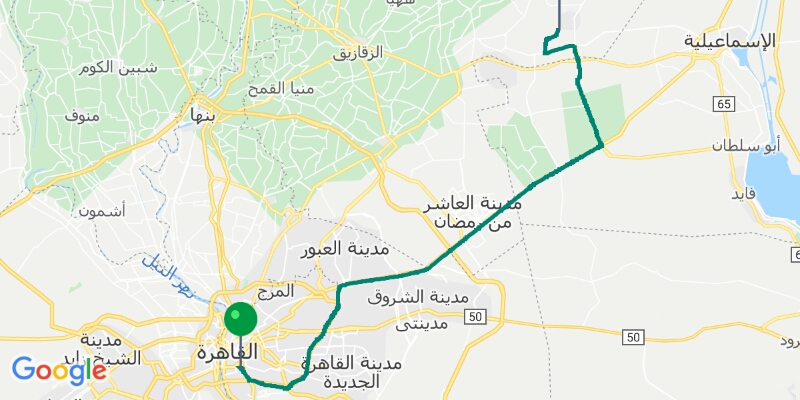 سهيا
الإسماعيلية
الزقازيق
شبين الكوم
منيا القمح
65
منوف
بنها
أبو سلطان
فايد
مدينة العاشر
من رمضان
أشمون
مدينة العبور
نهر النيل
المرج
مدينة الشروق
50
مدينتي
50
مدينة
الشيخ زايد
القاهرة
مدينة القاهرة
الجديدة
Google